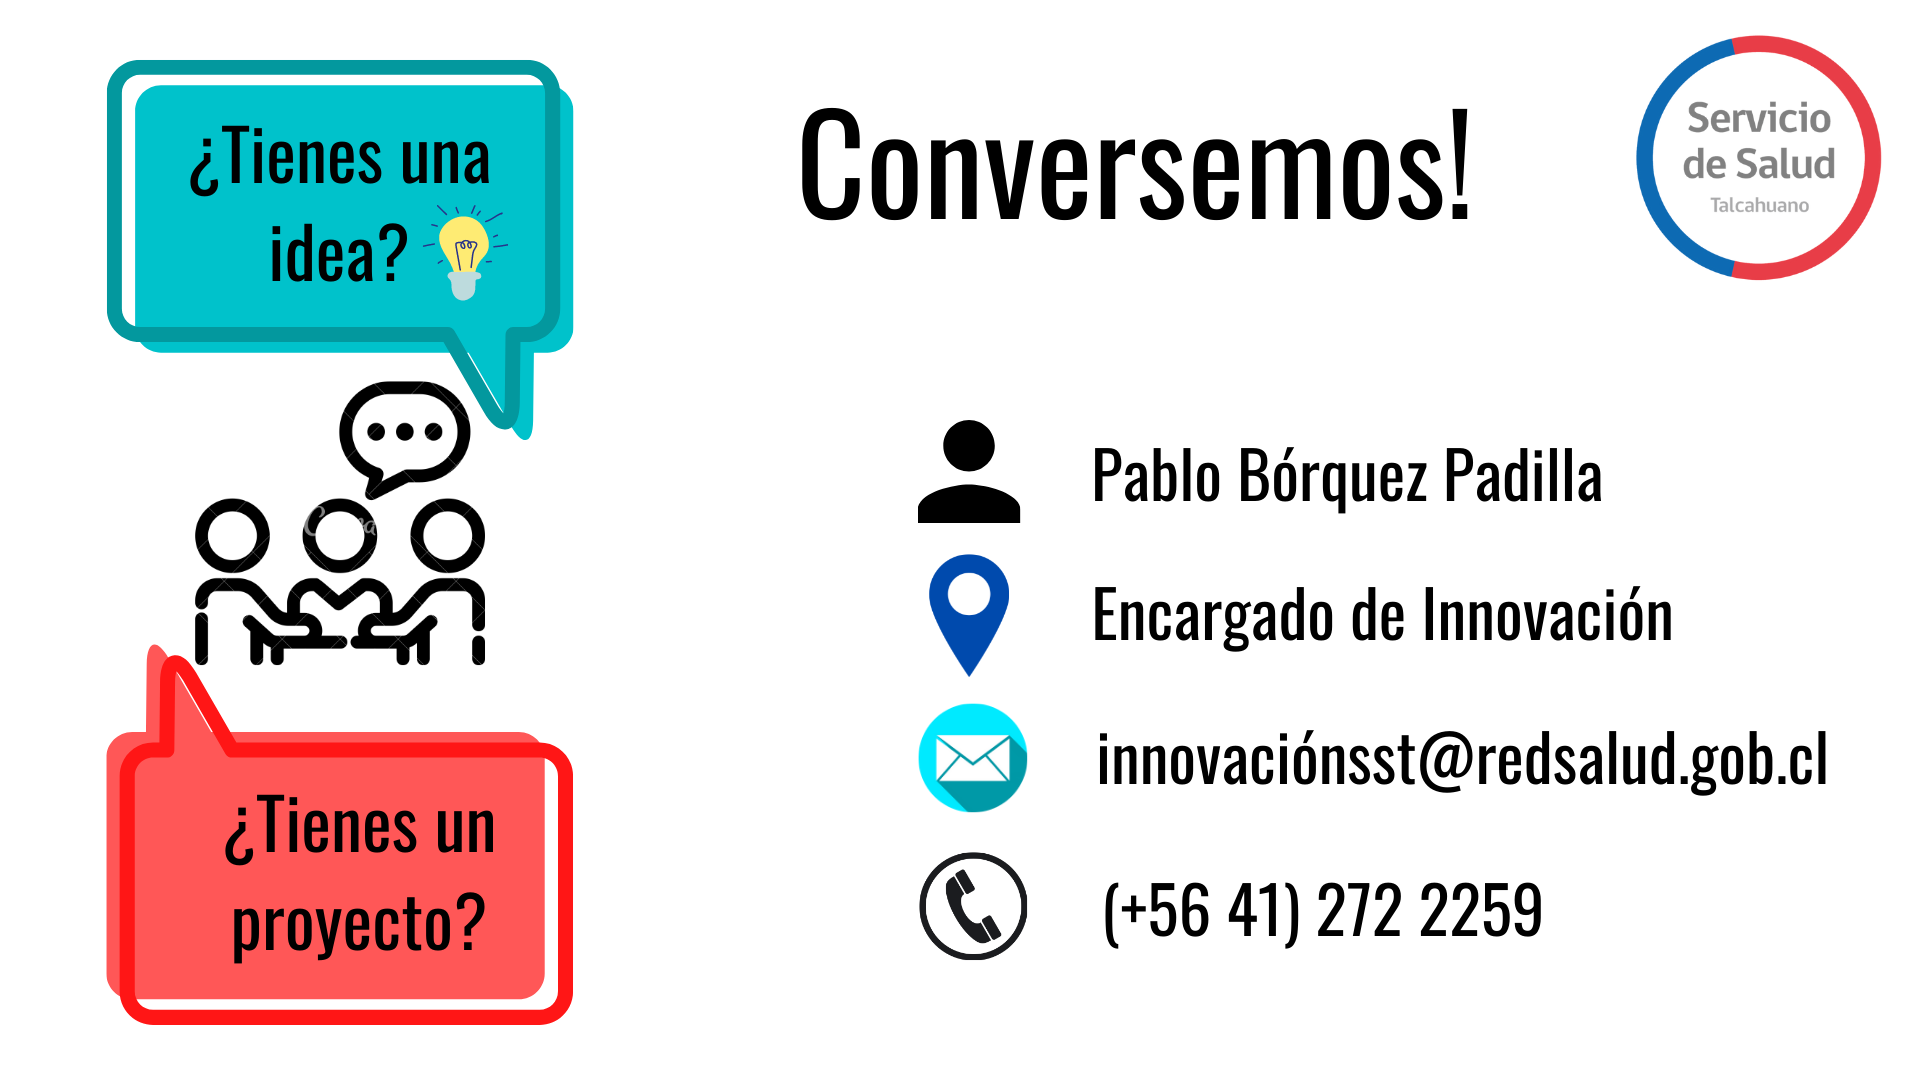 ¿Tienes una
idea?
Conversemos!
Servicio
de Salud
Talcahuano
Pablo Bórquez Padilla
Encargado de Innovación
innovaciónsst@redsalud.gob.cl
(+56 41) 272 2259
¿Tienes un
proyecto?